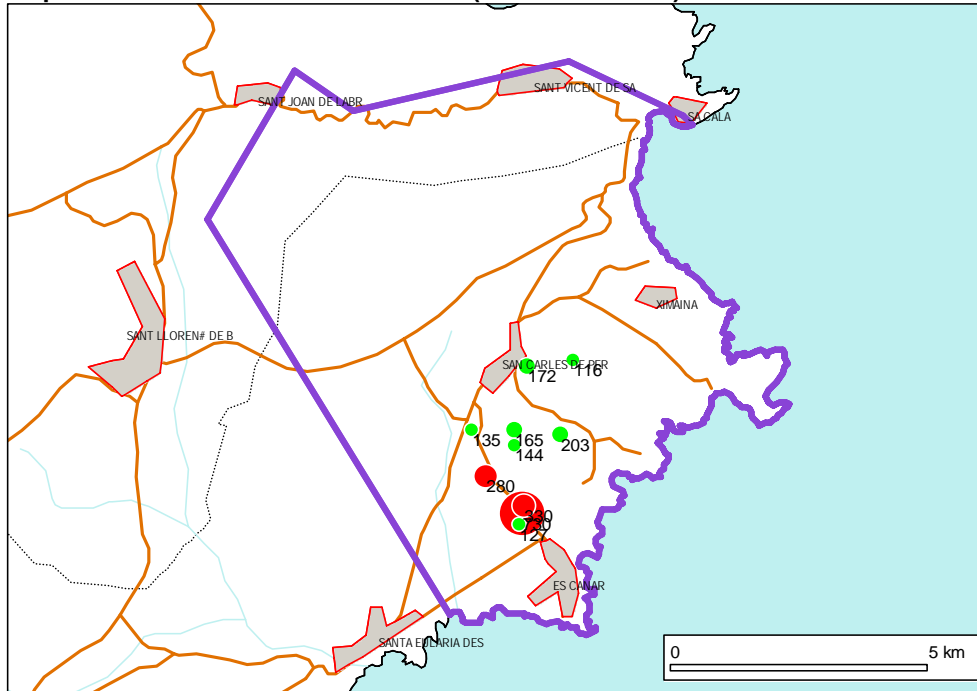 SANT JOAN DE LABR
SANT VICENT DE SA
SA CALA
XIMAINA
SANT LLOREN# DE B
SAN CARLES DE PER
116
172
135
165
203
144
280
330
730
127
ES CANAR
SANTA EULARIA DES
0
5 km